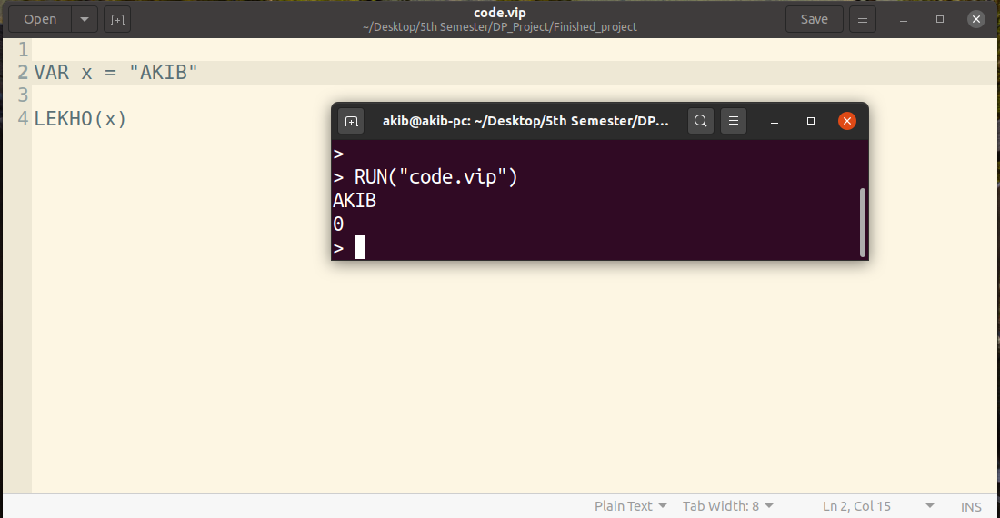 Open
code.vip
~/Desktop/5th Semester/DP_Project/Finished_project
Save
1
2 VAR x = "AKIB"
3
4 LEKHO(x)
akib@akib-pc: ~/Desktop/5th Semester/DP...
>
> RUN("code.vip")
AKIB
0
>
Plain Text
Tab Width: 8
Ln 2, Col 15
INS